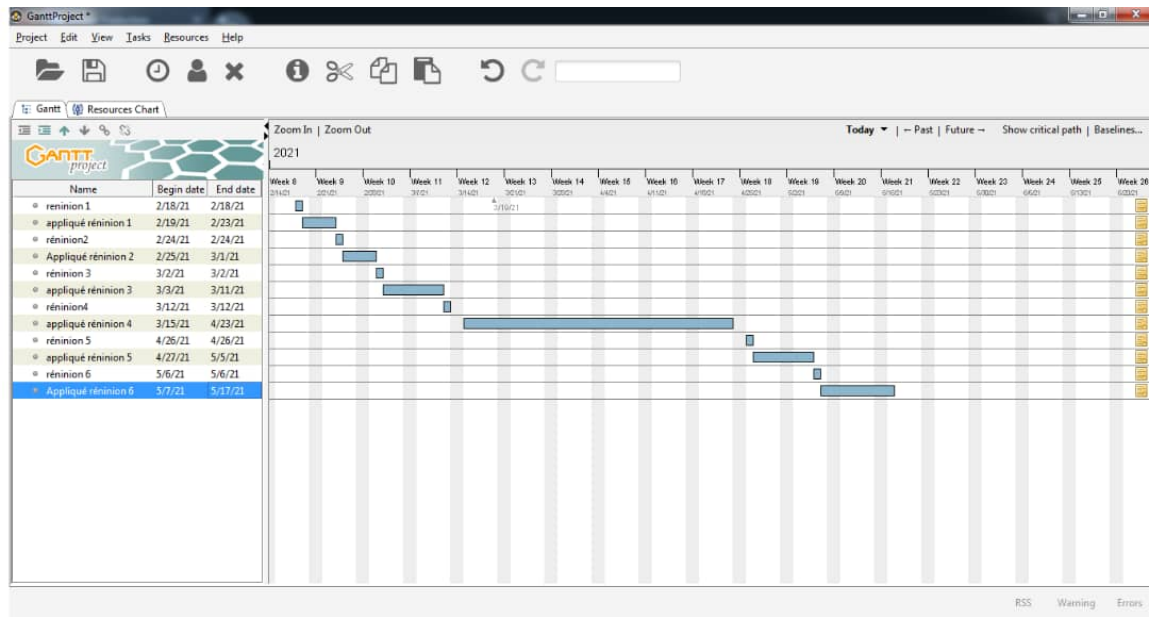 GanttProject *
Project Edit View Tasks Resources Help
Gantt Resources Chart
Zoom In | Zoom Out Today ▼ | ← Past | Future → Show critical path | Baselines...
GANTT project
2021
Name Begin date End date
Week 8 Week 9 Week 10 Week 11 Week 12 Week 13 Week 14 Week 15 Week 16 Week 17 Week 18 Week 19 Week 20 Week 21 Week 22 Week 23 Week 24 Week 25 Week 26
3/19/21
reninion 1 2/18/21 2/18/21
appliqué réninion 1 2/19/21 2/23/21
réninion2 2/24/21 2/24/21
Appliqué réninion 2 2/25/21 3/1/21
réninion 3 3/2/21 3/2/21
appliqué réninion 3 3/3/21 3/11/21
réninion4 3/12/21 3/12/21
appliqué réninion 4 3/15/21 4/23/21
réninion 5 4/26/21 4/26/21
appliqué réninion 5 4/27/21 5/5/21
réninion 6 5/6/21 5/6/21
Appliqué réninion 6 5/7/21 5/17/21
RSS Warning Errors